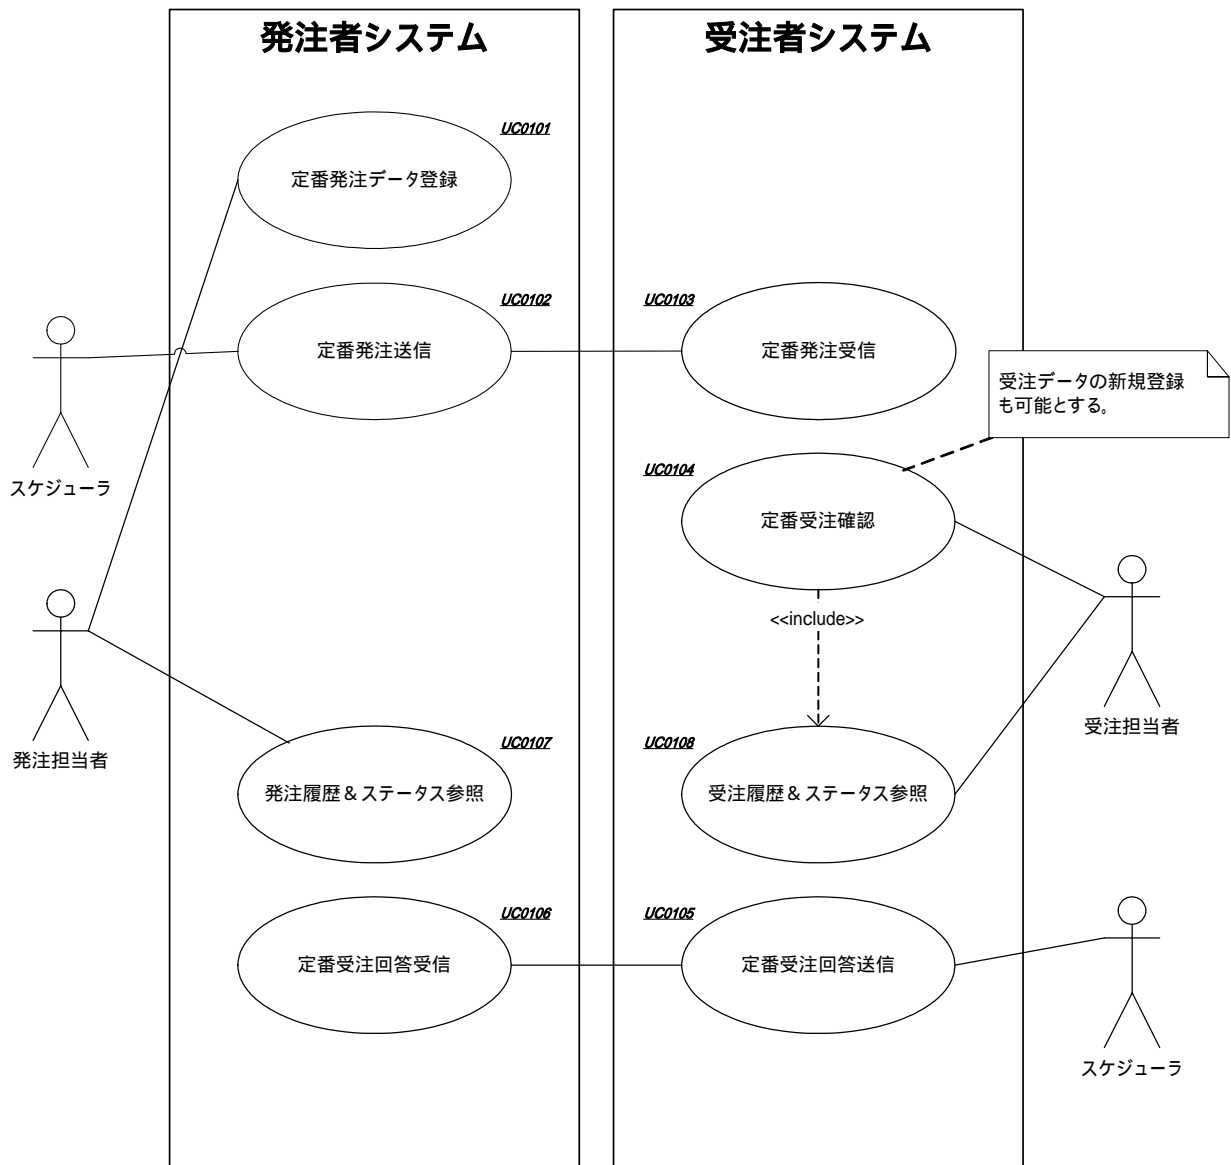 発注者システム
受注者システム
UC0101
定番発注データ登録
UC0102
定番発注送信
UC0103
定番発注受信
受注データの新規登録
も可能とする。
スケジューラ
UC0104
定番受注確認
<<include>>
発注担当者
受注担当者
UC0107
発注履歴＆ステータス参照
UC0108
受注履歴＆ステータス参照
UC0106
定番受注回答受信
UC0105
定番受注回答送信
スケジューラ